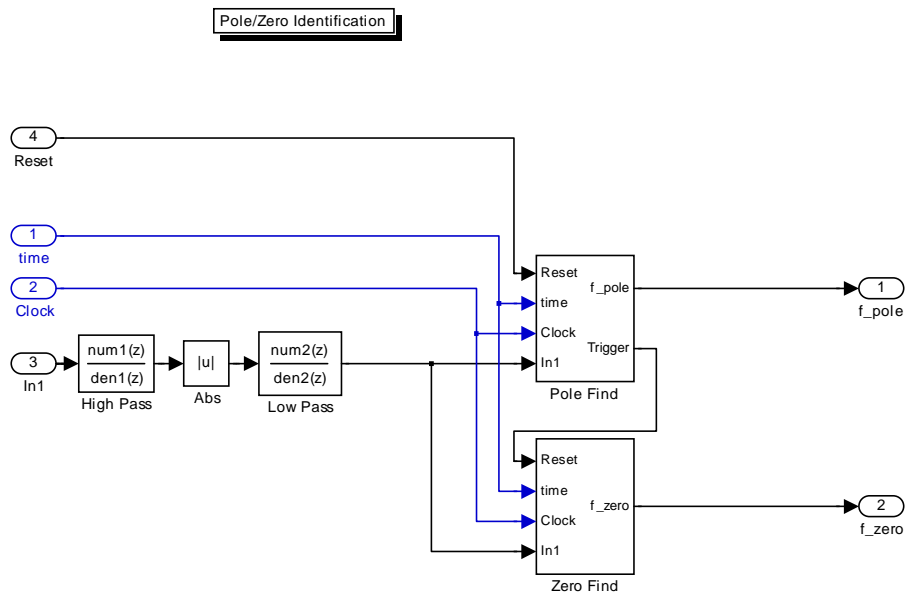 Pole/Zero Identification
4
Reset
1
time
2
Clock
3
In1
num1(z)
den1(z)
High Pass
|u|
Abs
num2(z)
den2(z)
Low Pass
Reset
time
Clock
In1
f_pole
Trigger
Pole Find
Reset
time
Clock
In1
f_zero
Zero Find
1
f_pole
2
f_zero